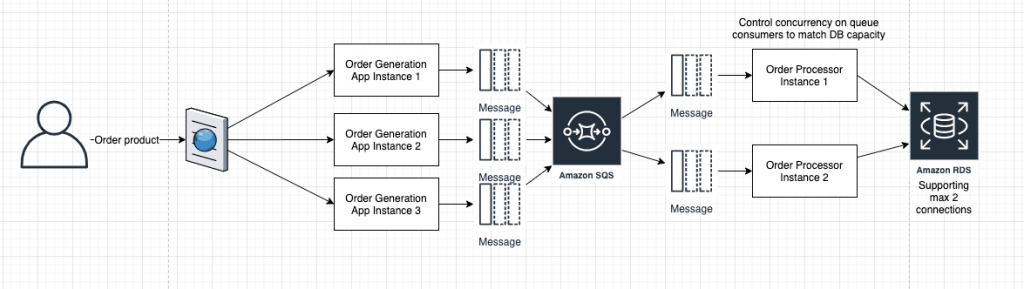 Order product
Order Generation
App Instance 1
Order Generation
App Instance 2
Order Generation
App Instance 3
Message
Message
Message
Amazon SQS
Message
Message
Control concurrency on queue
consumers to match DB capacity
Order Processor
Instance 1
Order Processor
Instance 2
Amazon RDS
Supporting
max 2
connections